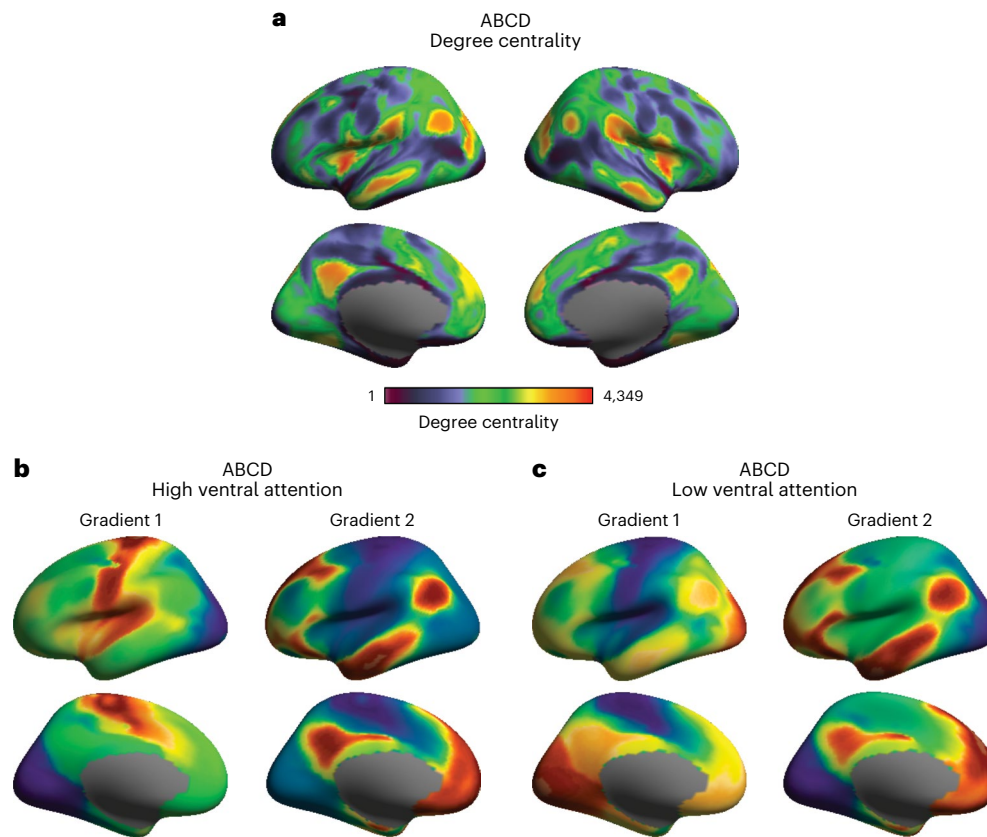 a
ABCD
Degree centrality
1
4,349
Degree centrality
b
ABCD
High ventral attention
Gradient 1
Gradient 2
c
ABCD
Low ventral attention
Gradient 1
Gradient 2